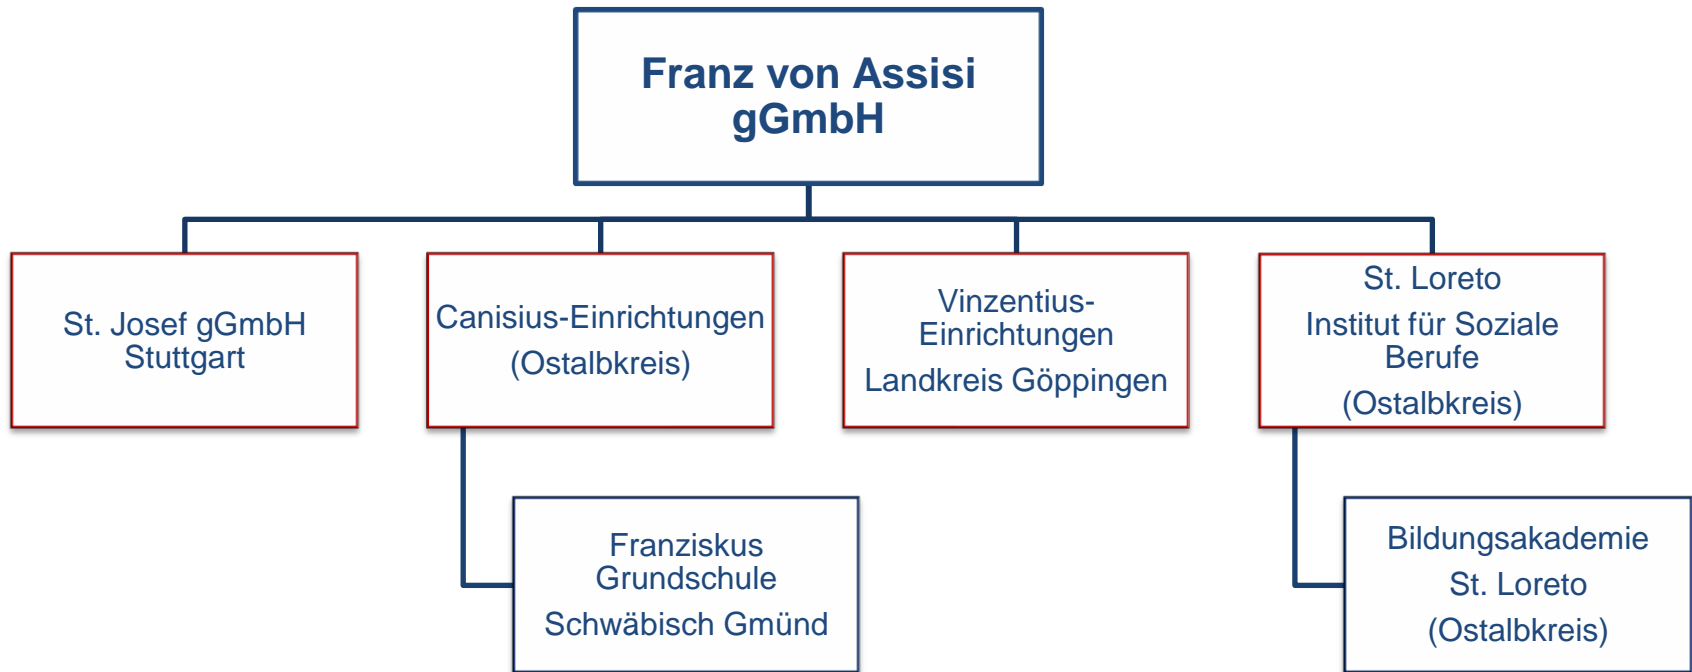 Franz von Assisi
gGmbH
St. Josef gGmbH
Stuttgart
Canisius-Einrichtungen
(Ostalbkreis)
Vinzentius-
Einrichtungen
Landkreis Göppingen
St. Loreto
Institut für Soziale
Berufe
(Ostalbkreis)
Franziskus
Grundschule
Schwäbisch Gmünd
Bildungsakademie
St. Loreto
(Ostalbkreis)